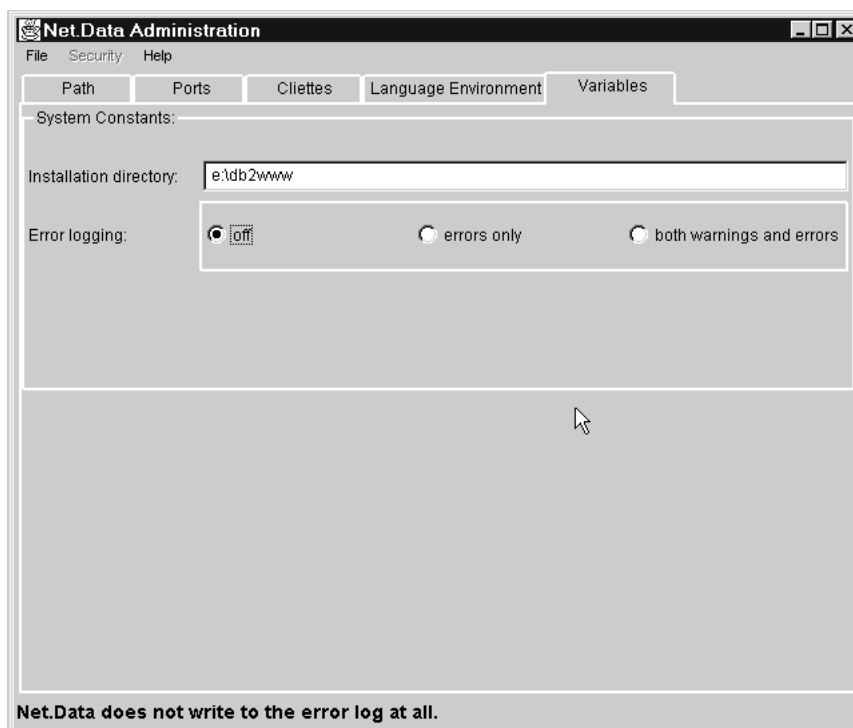 Net.Data Administration
File Security Help
Path Ports Cliettes Language Environment Variables
System Constants:
Installation directory: e:\db2www
Error logging: off errors only both warnings and errors
Net.Data does not write to the error log at all.